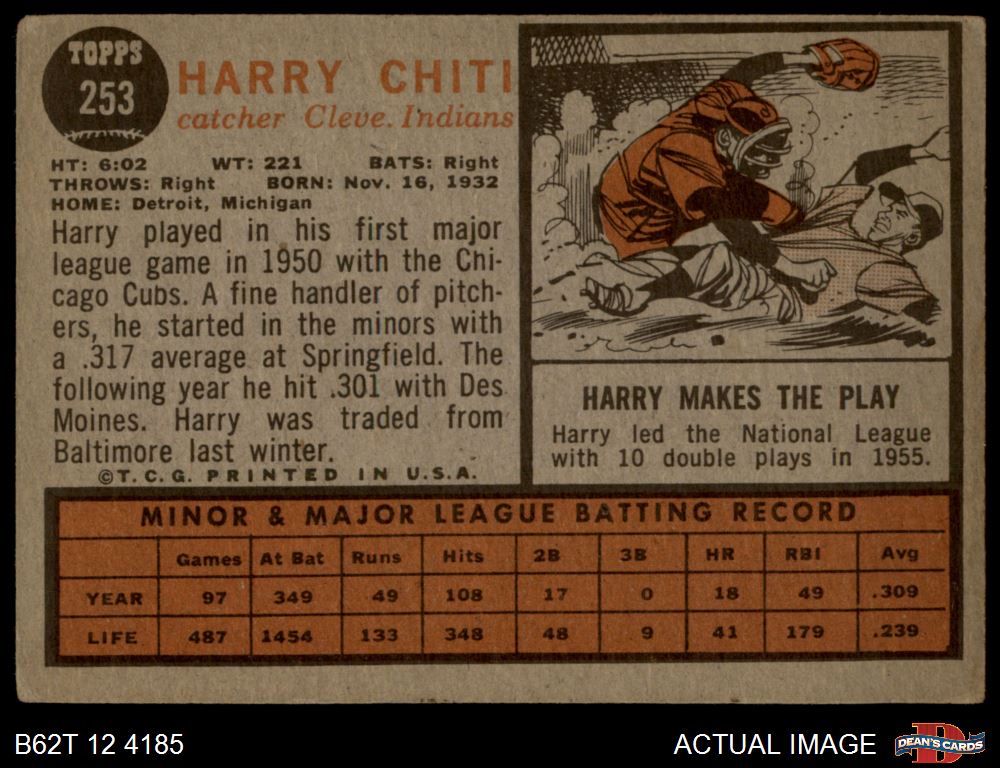 TOPPS
253
HARRY CHITI
catcher Cleve. Indians
HT: 6:02 WT: 221 BATS: Right
THROWS: Right BORN: Nov. 16, 1932
HOME: Detroit, Michigan
Harry played in his first major
league game in 1950 with the Chi-
cago Cubs. A fine handler of pitch-
ers, he started in the minors with
a .317 average at Springfield. The
following year he hit .301 with Des
Moines. Harry was traded from
Baltimore last winter.
©T.C.G. PRINTED IN U.S.A.
HARRY MAKES THE PLAY
Harry led the National League
with 10 double plays in 1955.
MINOR & MAJOR LEAGUE BATTING RECORD
Games At Bat Runs Hits 2B 3B HR RBI Avg
YEAR 97 349 49 108 17 0 18 49 .309
LIFE 487 1454 133 348 48 9 41 179 .239
B62T 12 4185
ACTUAL IMAGE
D
DEAN'S CARDS